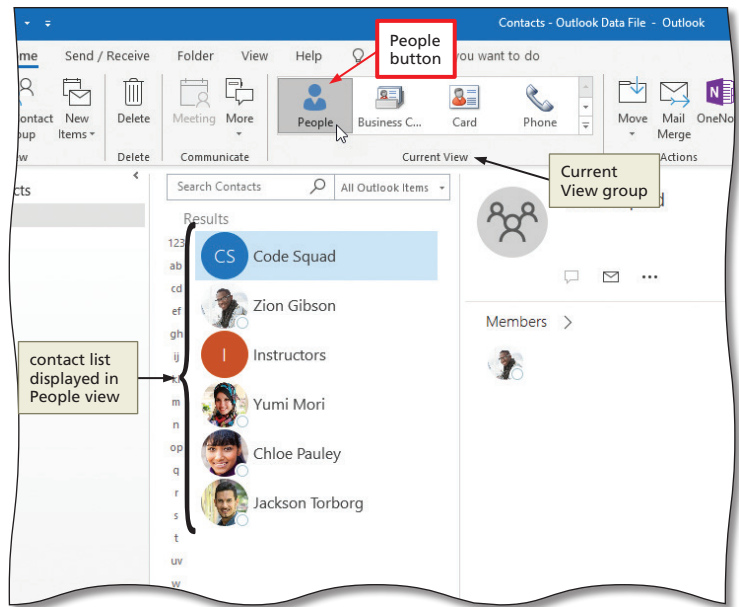 Contacts - Outlook Data File - Outlook
me Send / Receive Folder View Help you want to do
People
button
ontact
oup
New
Items
Delete
Meeting
More
People
Business C...
Card
Phone
Move
Mail
Merge
OneNo
ew Delete Communicate Current View Actions
Current
View group
cts
Search Contacts
All Outlook Items
Results
123
ab
cd
ef
gh
ij
kl
m
n
op
q
r
s
t
uv
w
CS Code Squad
Zion Gibson
I Instructors
Yumi Mori
Chloe Pauley
Jackson Torborg
contact list
displayed in
People view
Members